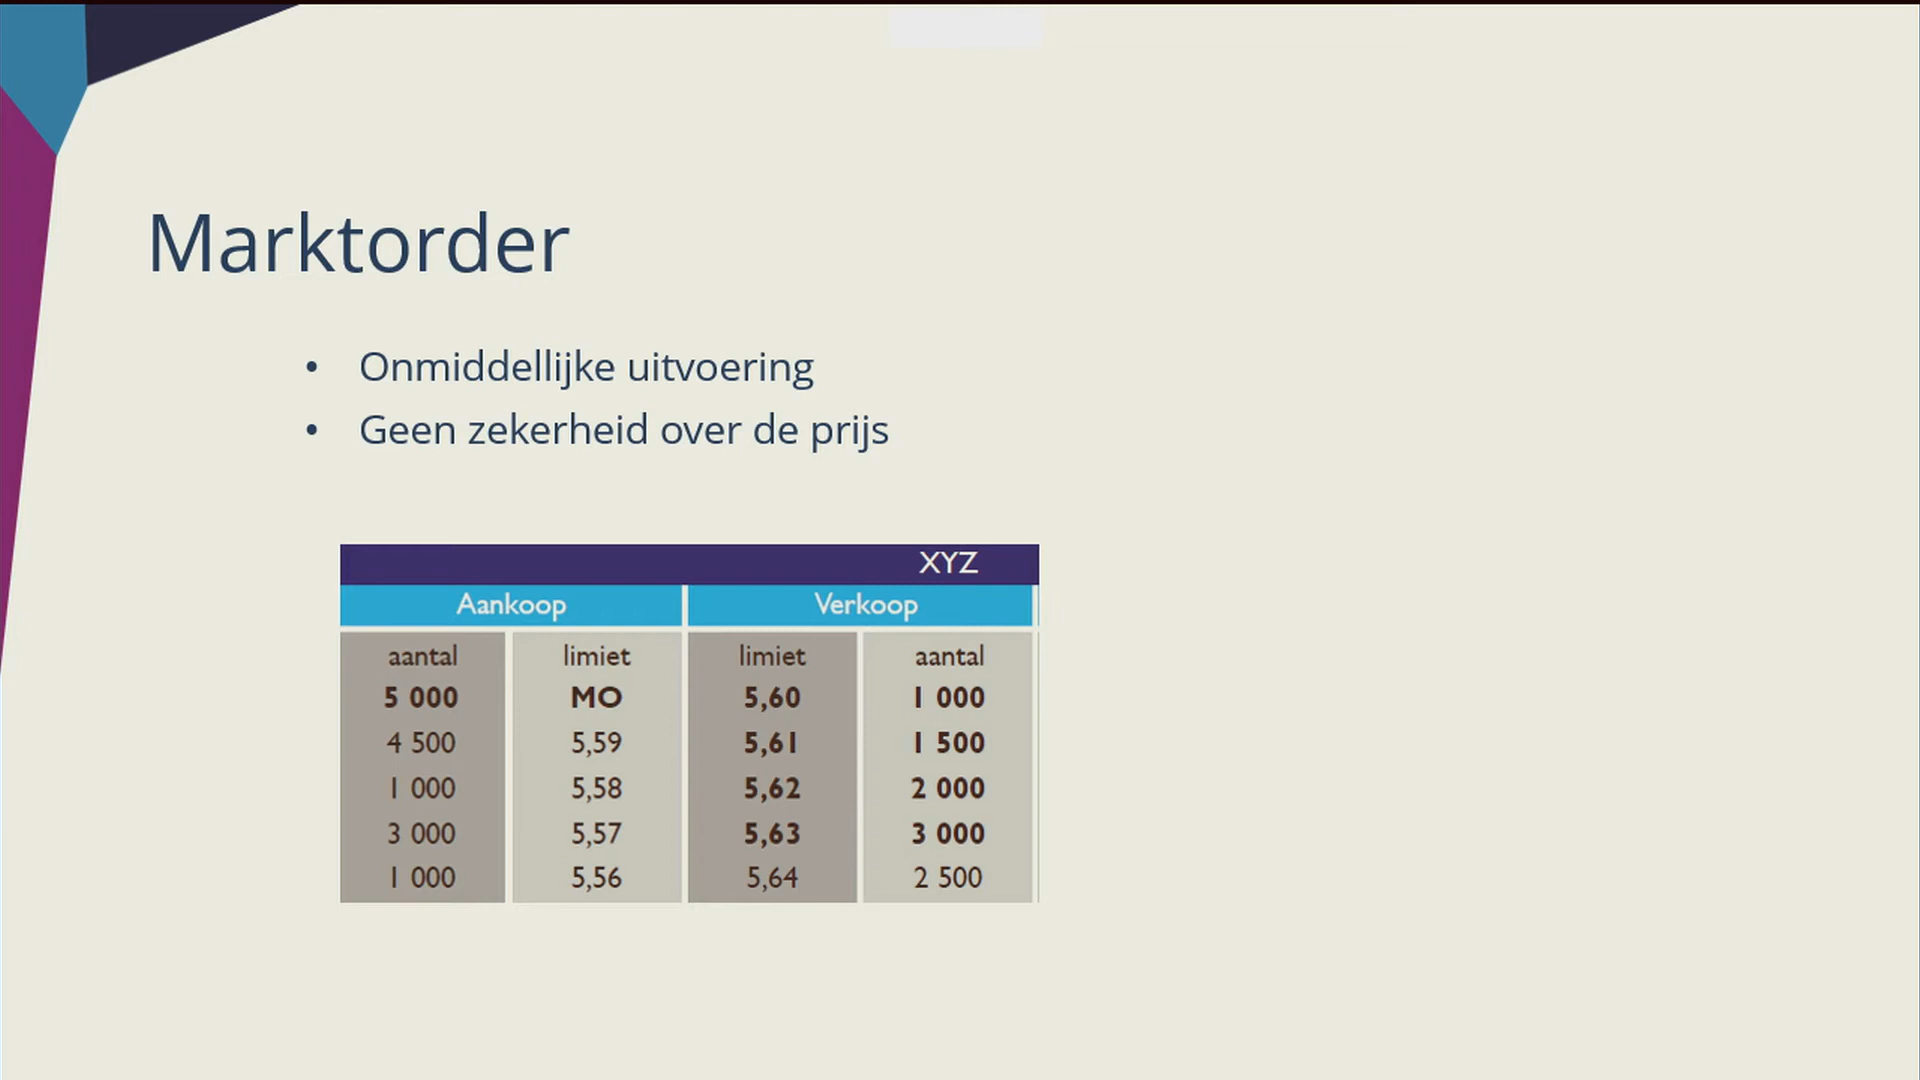 Marktorder
• Onmiddellijke uitvoering
• Geen zekerheid over de prijs
XYZ
Aankoop Verkoop
aantal limiet limiet aantal
5 000 MO 5,60 1 000
4 500 5,59 5,61 1 500
1 000 5,58 5,62 2 000
3 000 5,57 5,63 3 000
1 000 5,56 5,64 2 500